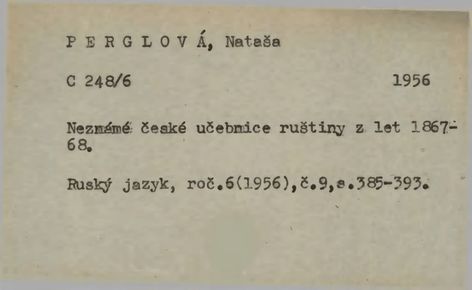 P E R G L O V Á, Nataša
C 248/6 1956
Neznámé české učebnice ruštiny z let 1867-
68.
Ruský jazyk, roč.6(1956),č.9,s.385-393.